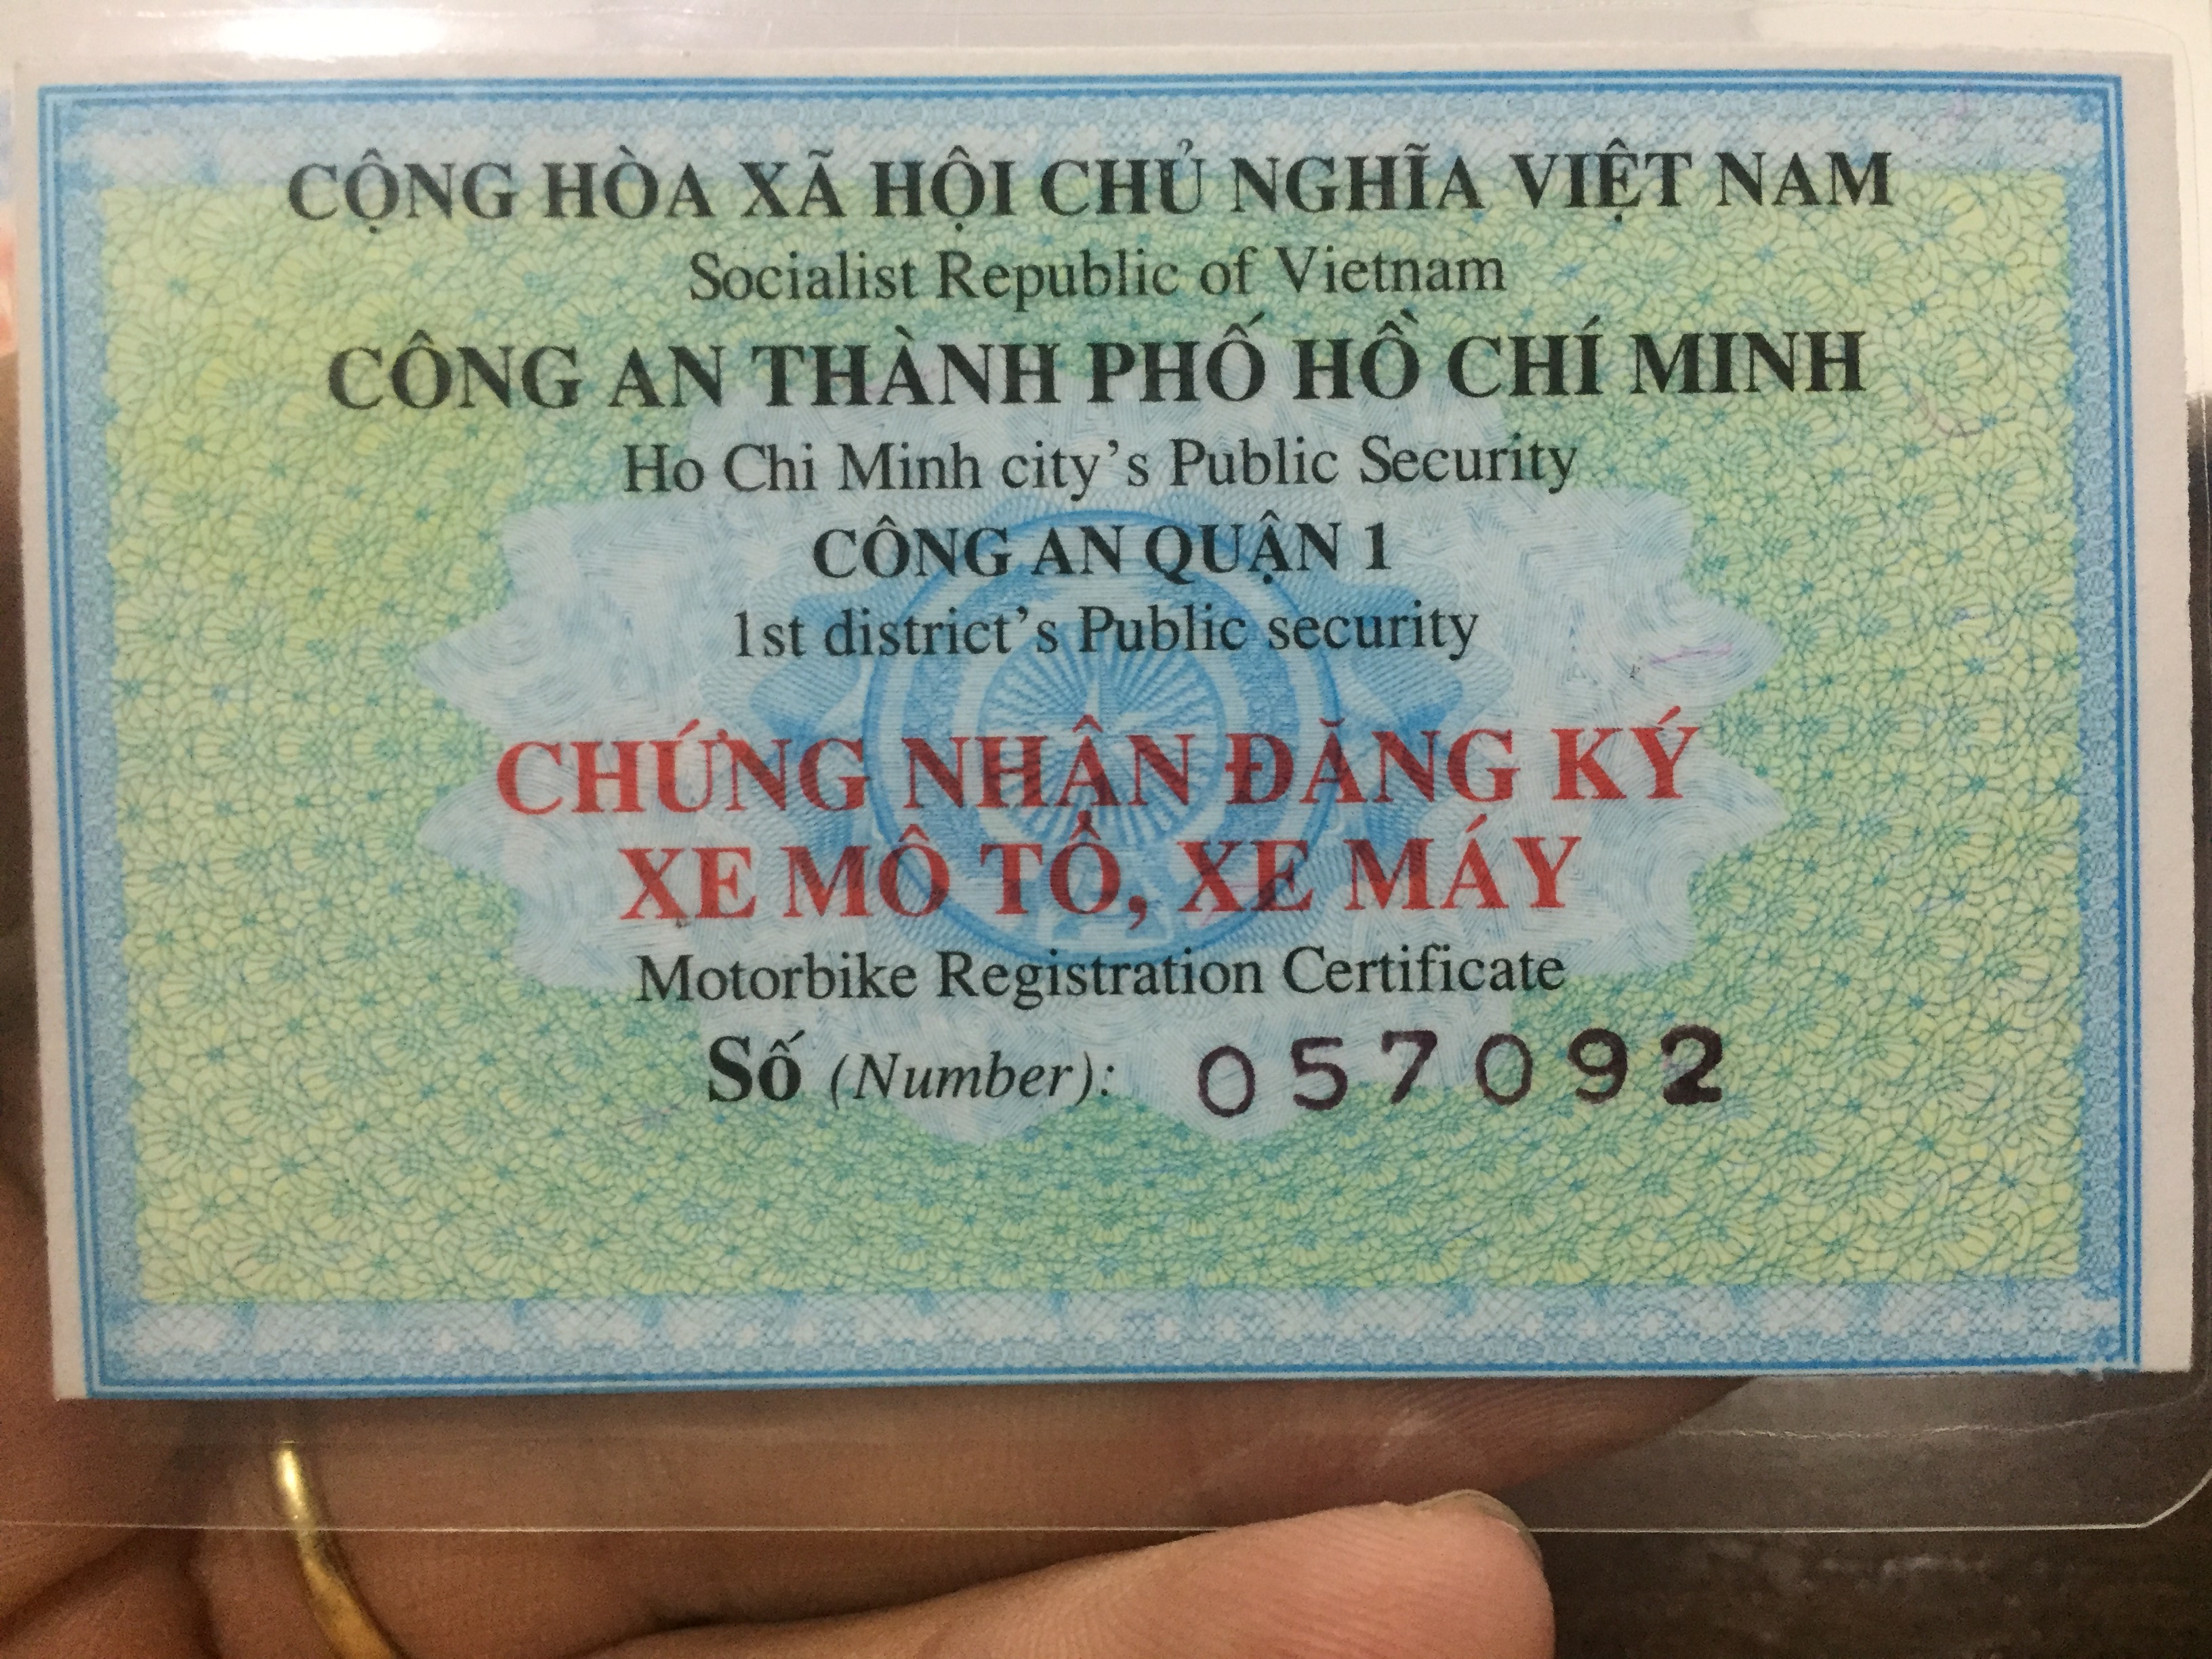 CỘNG HÒA XÃ HỘI CHỦ NGHĨA VIỆT NAM
Socialist Republic of Vietnam
CÔNG AN THÀNH PHỐ HỒ CHÍ MINH
Ho Chi Minh city’s Public Security
CÔNG AN QUẬN 1
1st district’s Public security
CHỨNG NHẬN ĐĂNG KÝ
XE MÔ TÔ, XE MÁY
Motorbike Registration Certificate
Số (Number): 057092